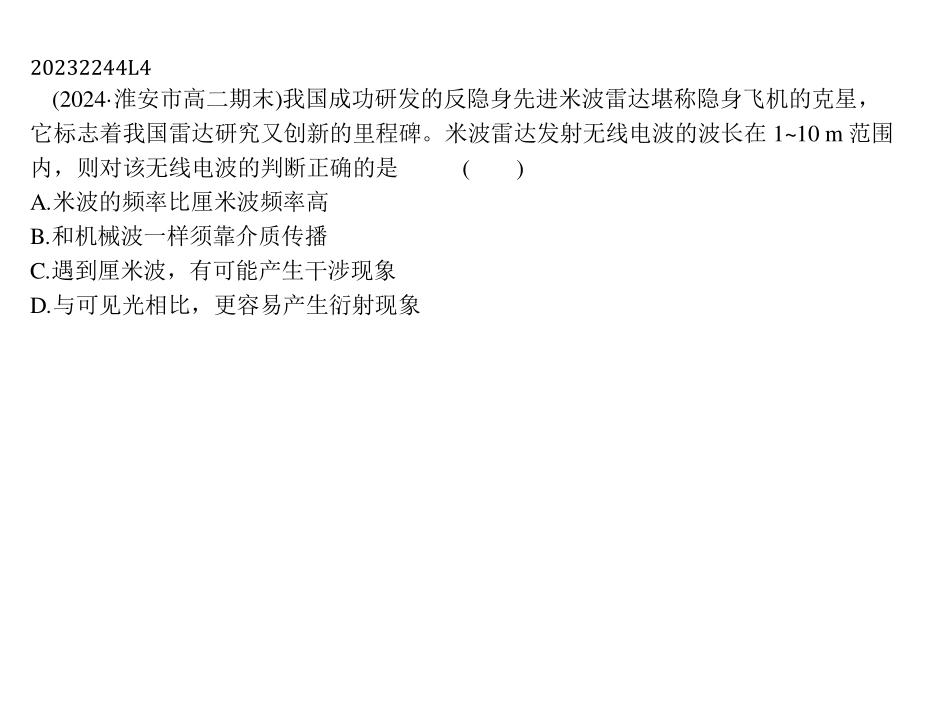 20232244L4
(2024·淮安市高二期末)我国成功研发的反隐身先进米波雷达堪称隐身飞机的克星，
它标志着我国雷达研究又创新的里程碑。米波雷达发射无线电波的波长在 1~10 m 范围
内，则对该无线电波的判断正确的是 ( )
A.米波的频率比厘米波频率高
B.和机械波一样须靠介质传播
C.遇到厘米波，有可能产生干涉现象
D.与可见光相比，更容易产生衍射现象